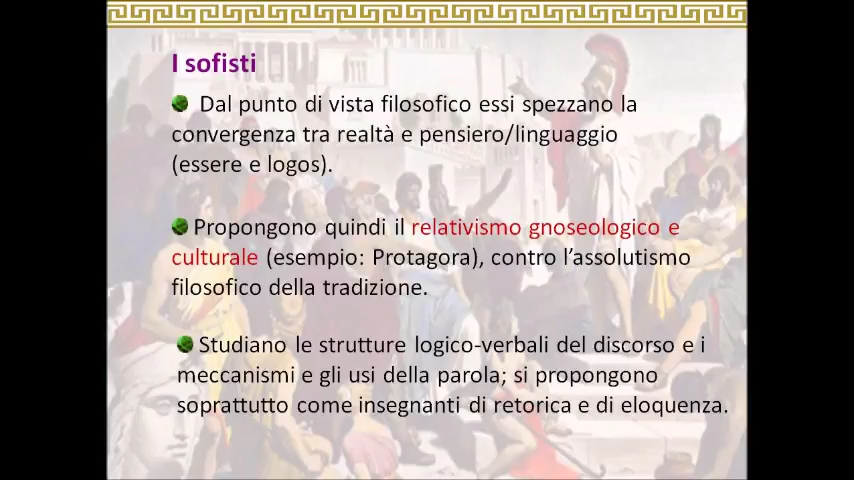 I sofisti
Dal punto di vista filosofico essi spezzano la
convergenza tra realtà e pensiero/linguaggio
(essere e logos).
Propongono quindi il relativismo gnoseologico e
culturale (esempio: Protagora), contro l'assolutismo
filosofico della tradizione.
Studiano le strutture logico-verbali del discorso e i
meccanismi e gli usi della parola; si propongono
soprattutto come insegnanti di retorica e di eloquenza.